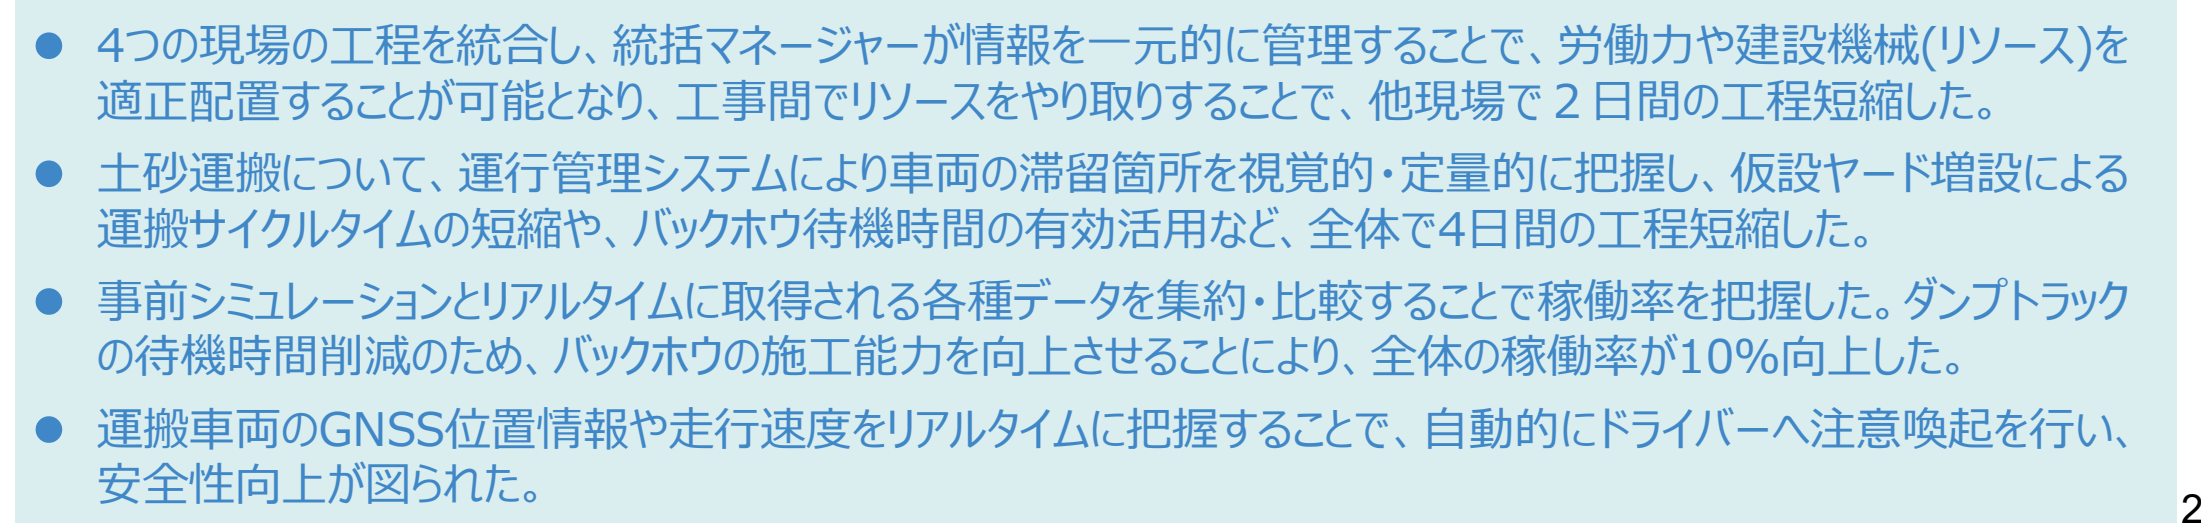 ● 4つの現場の工程を統合し、統括マネージャーが情報を一元的に管理することで、労働力や建設機械(リソース)を
適正配置することが可能となり、工事間でリソースをやり取りすることで、他現場で２日間の工程短縮した。
● 土砂運搬について、運行管理システムにより車両の滞留箇所を視覚的・定量的に把握し、仮設ヤード増設による
運搬サイクルタイムの短縮や、バックホウ待機時間の有効活用など、全体で4日間の工程短縮した。
● 事前シミュレーションとリアルタイムに取得される各種データを集約・比較することで稼働率を把握した。ダンプトラック
の待機時間削減のため、バックホウの施工能力を向上させることにより、全体の稼働率が10%向上した。
● 運搬車両のGNSS位置情報や走行速度をリアルタイムに把握することで、自動的にドライバーへ注意喚起を行い、
安全性向上が図られた。
2